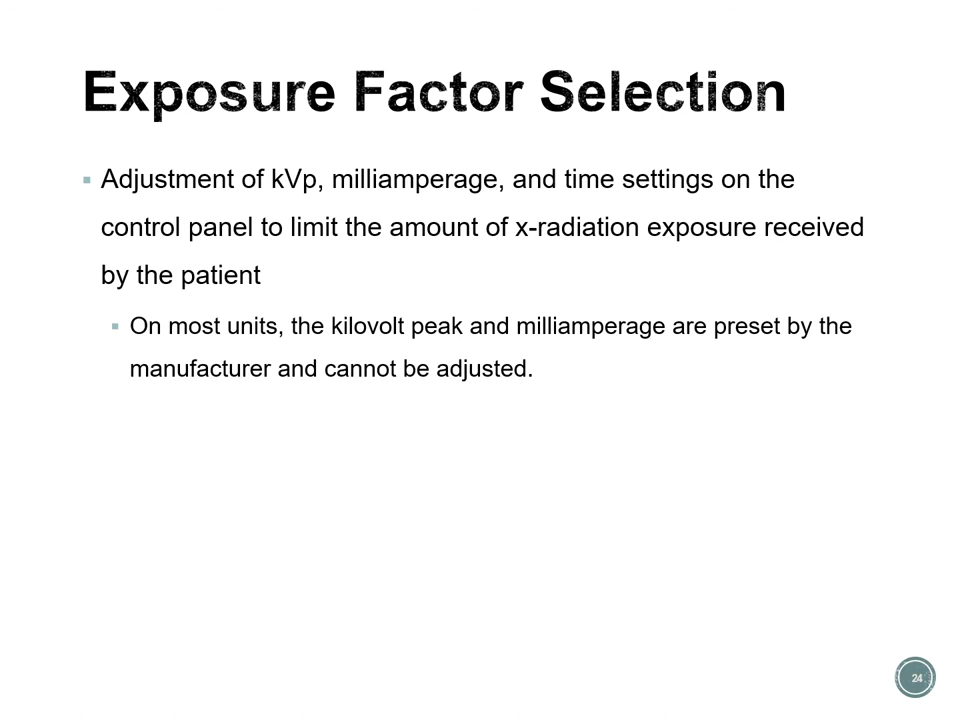 Exposure Factor Selection
▪ Adjustment of kVp, milliamperage, and time settings on the
control panel to limit the amount of x-radiation exposure received
by the patient
▪ On most units, the kilovolt peak and milliamperage are preset by the
manufacturer and cannot be adjusted.
24